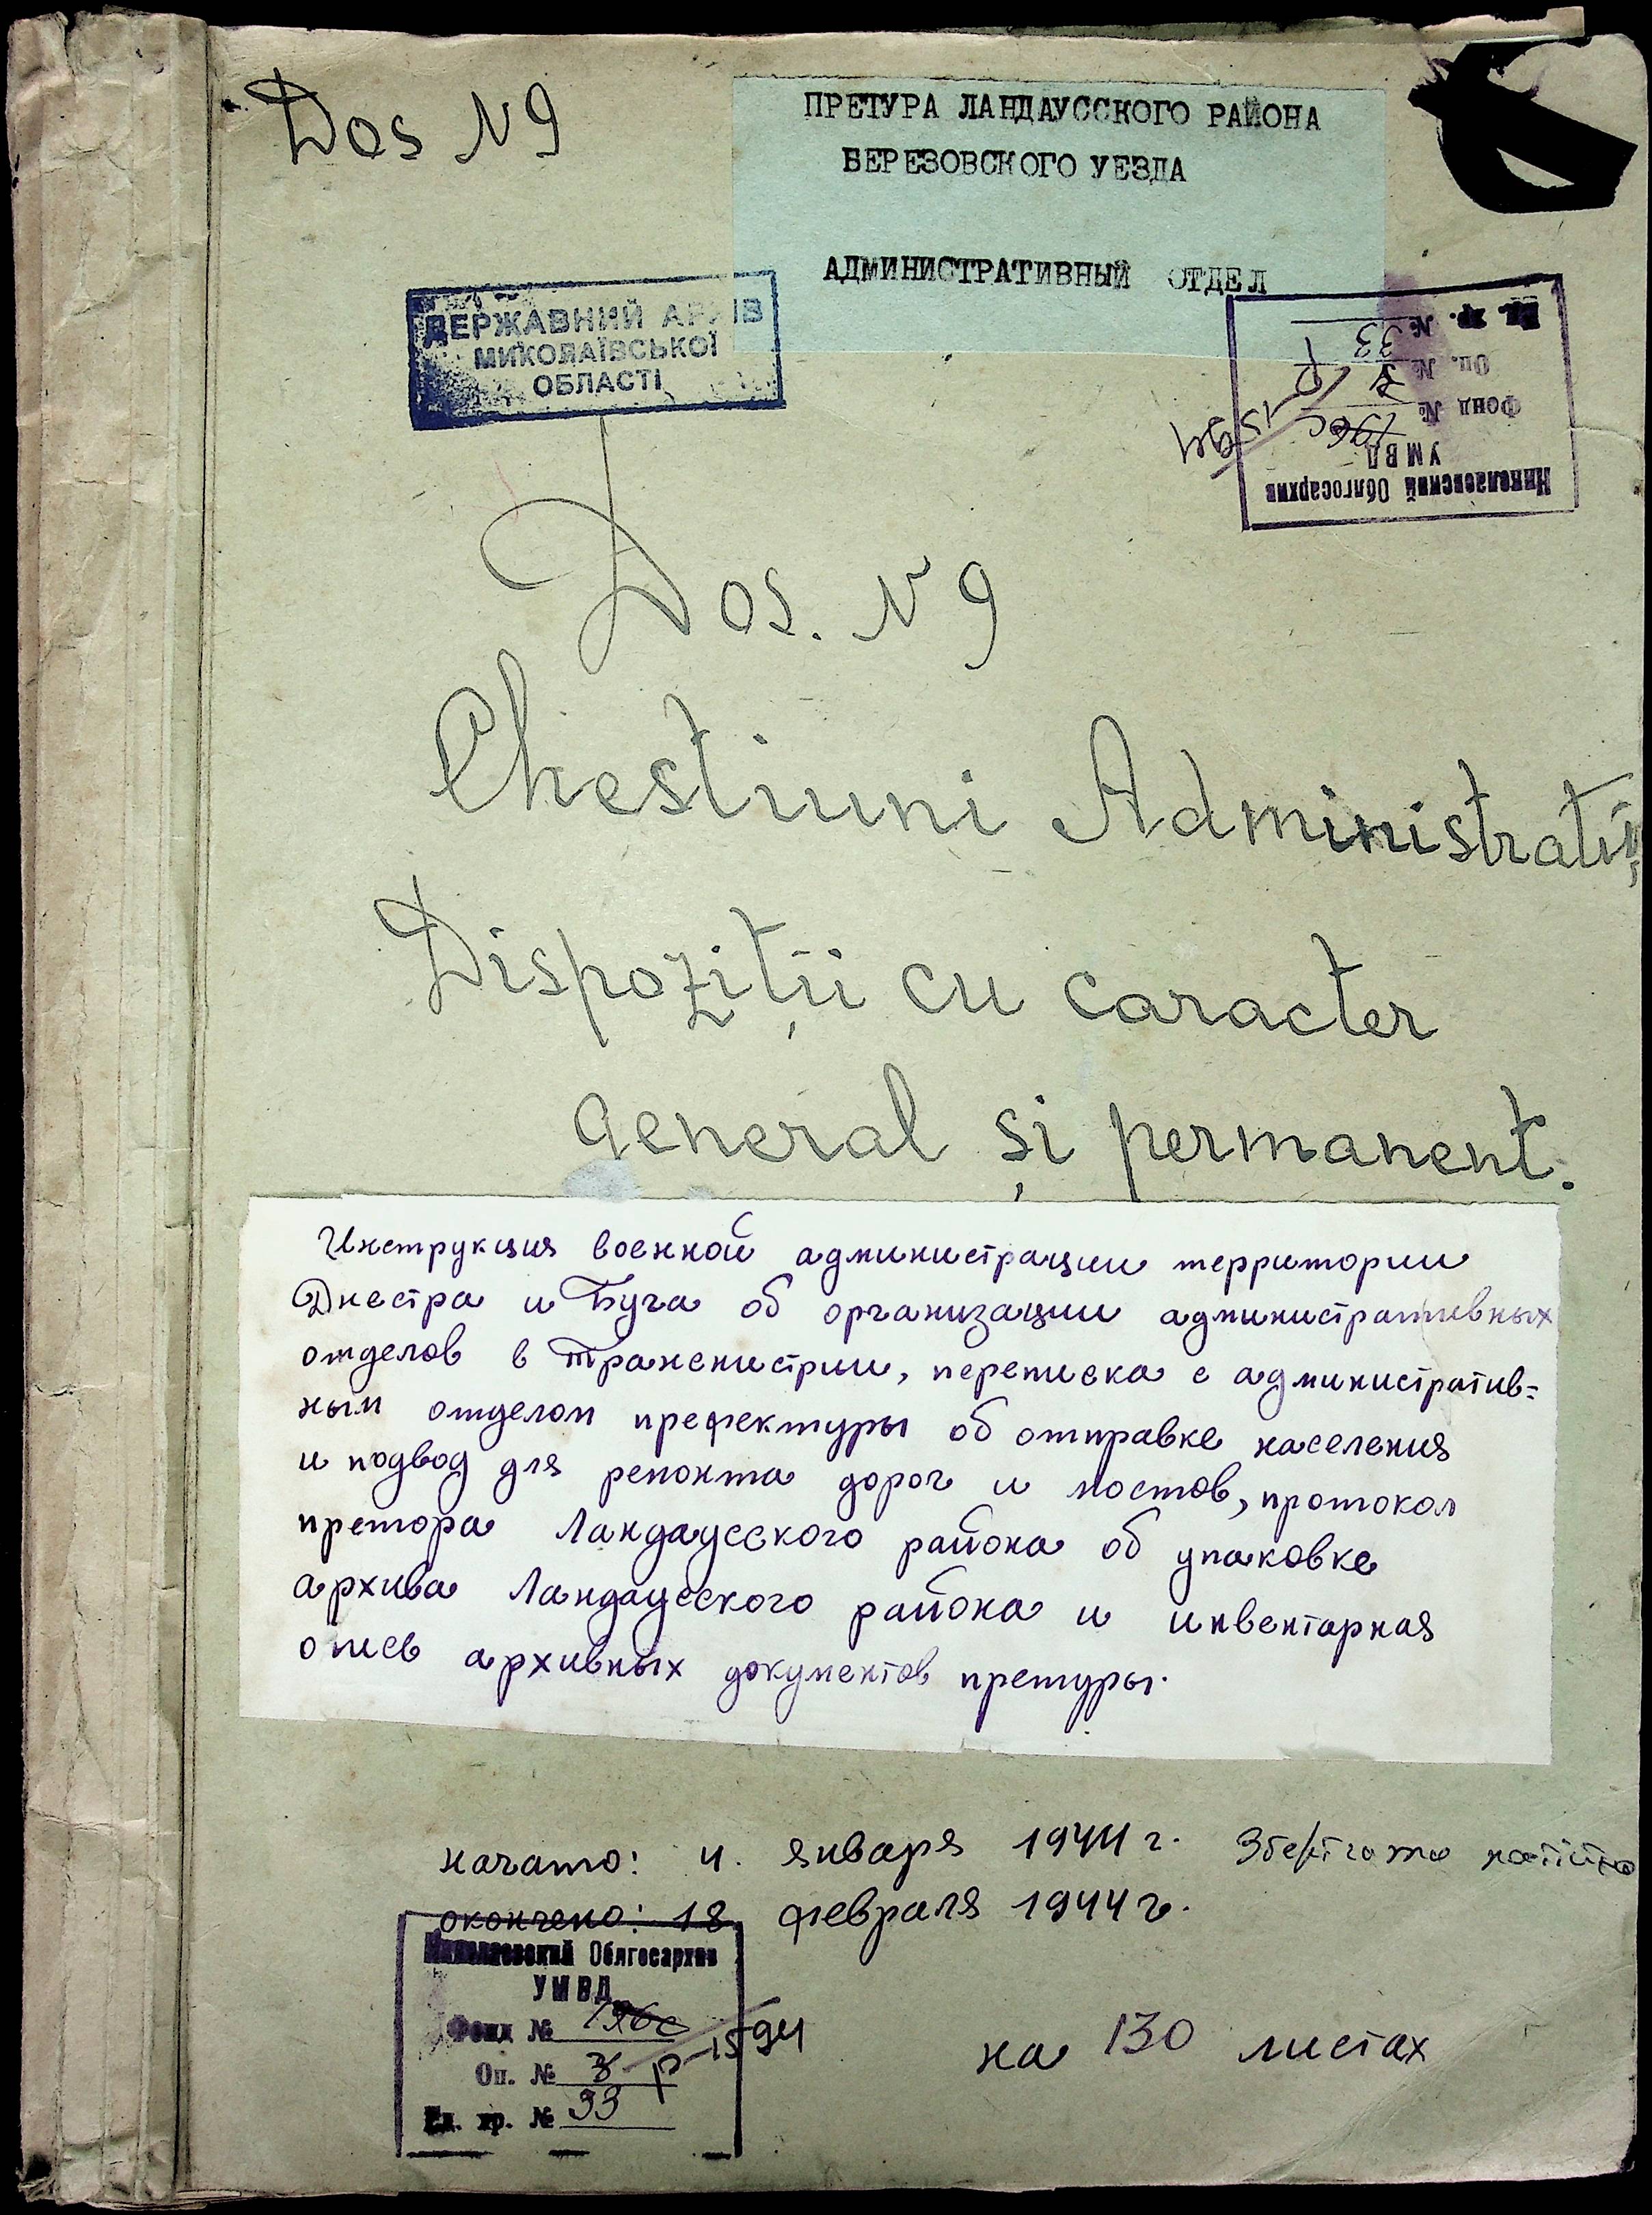 Dos N 9
ПРЕТУРА ЛАНДАУССКОГО РАЙОНА
БЕРЕЗОВСКОГО УЕЗДА
АДМИНИСТРАТИВНЫЙ ОТДЕЛ
ДЕРЖАВНИЙ АРХІВ
МИКОЛАЇВСЬКОЇ
ОБЛАСТІ
Николаевский Облгосархив
УМВД
Фонд №
Р-1594
Оп. №
Ед. хр. № 33
Dos. N 9
Chestiuni Administrativ
Dispoziții cu caracter
general și permanent.
Инструкция военной администрации территории
Днестра и Буга об организации административных
отделов в Транснистрии, переписка с административ-
ным отделом префектуры об отправке населения
и подвод для ремонта дорог и мостов, протокол
претора Ландаусского района об упаковке
архива Ландаусского района и инвентарная
опись архивных документов претуры.
начато: 4. января 1944 г.
окончено: 18 февраля 1944 г.
Николаевский Облгосархив
УМВД
Фонд №
Р-1594
Оп. №
Ед. хр. № 33
на 130 листах